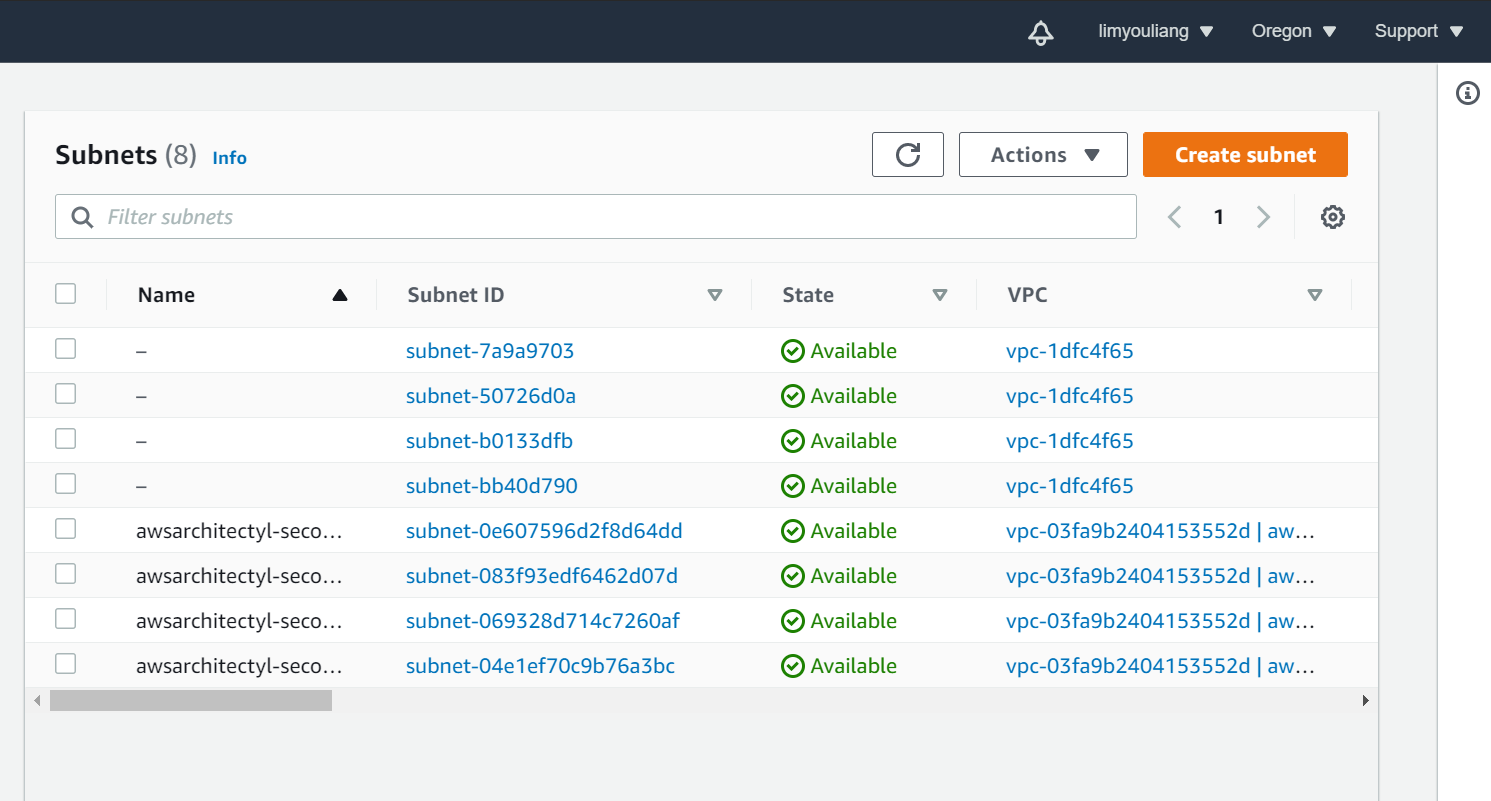 limyouliang Oregon Support
Subnets (8) Info
Actions
Create subnet
Filter subnets
1
Name Subnet ID State VPC
– subnet-7a9a9703 Available vpc-1dfc4f65
– subnet-50726d0a Available vpc-1dfc4f65
– subnet-b0133dfb Available vpc-1dfc4f65
– subnet-bb40d790 Available vpc-1dfc4f65
awsarchitectyl-seco… subnet-0e607596d2f8d64dd Available vpc-03fa9b2404153552d | aw…
awsarchitectyl-seco… subnet-083f93edf6462d07d Available vpc-03fa9b2404153552d | aw…
awsarchitectyl-seco… subnet-069328d714c7260af Available vpc-03fa9b2404153552d | aw…
awsarchitectyl-seco… subnet-04e1ef70c9b76a3bc Available vpc-03fa9b2404153552d | aw…